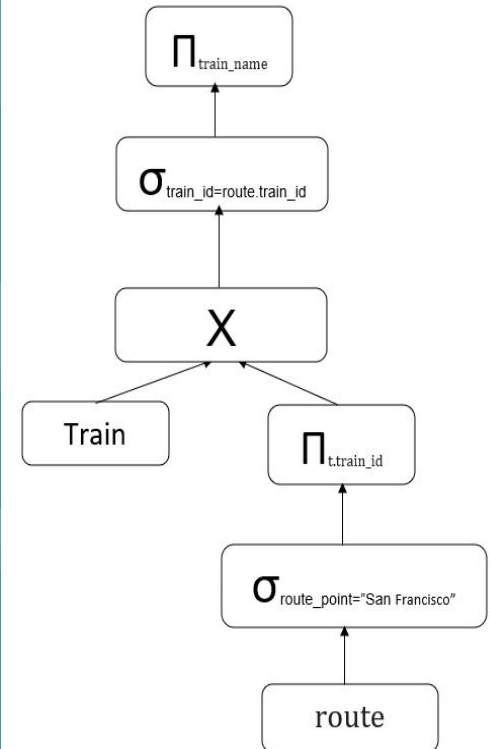 Π train_name
σ train_id=route.train_id
X
Train
Π t.train_id
σ route_point=”San Francisco”
route